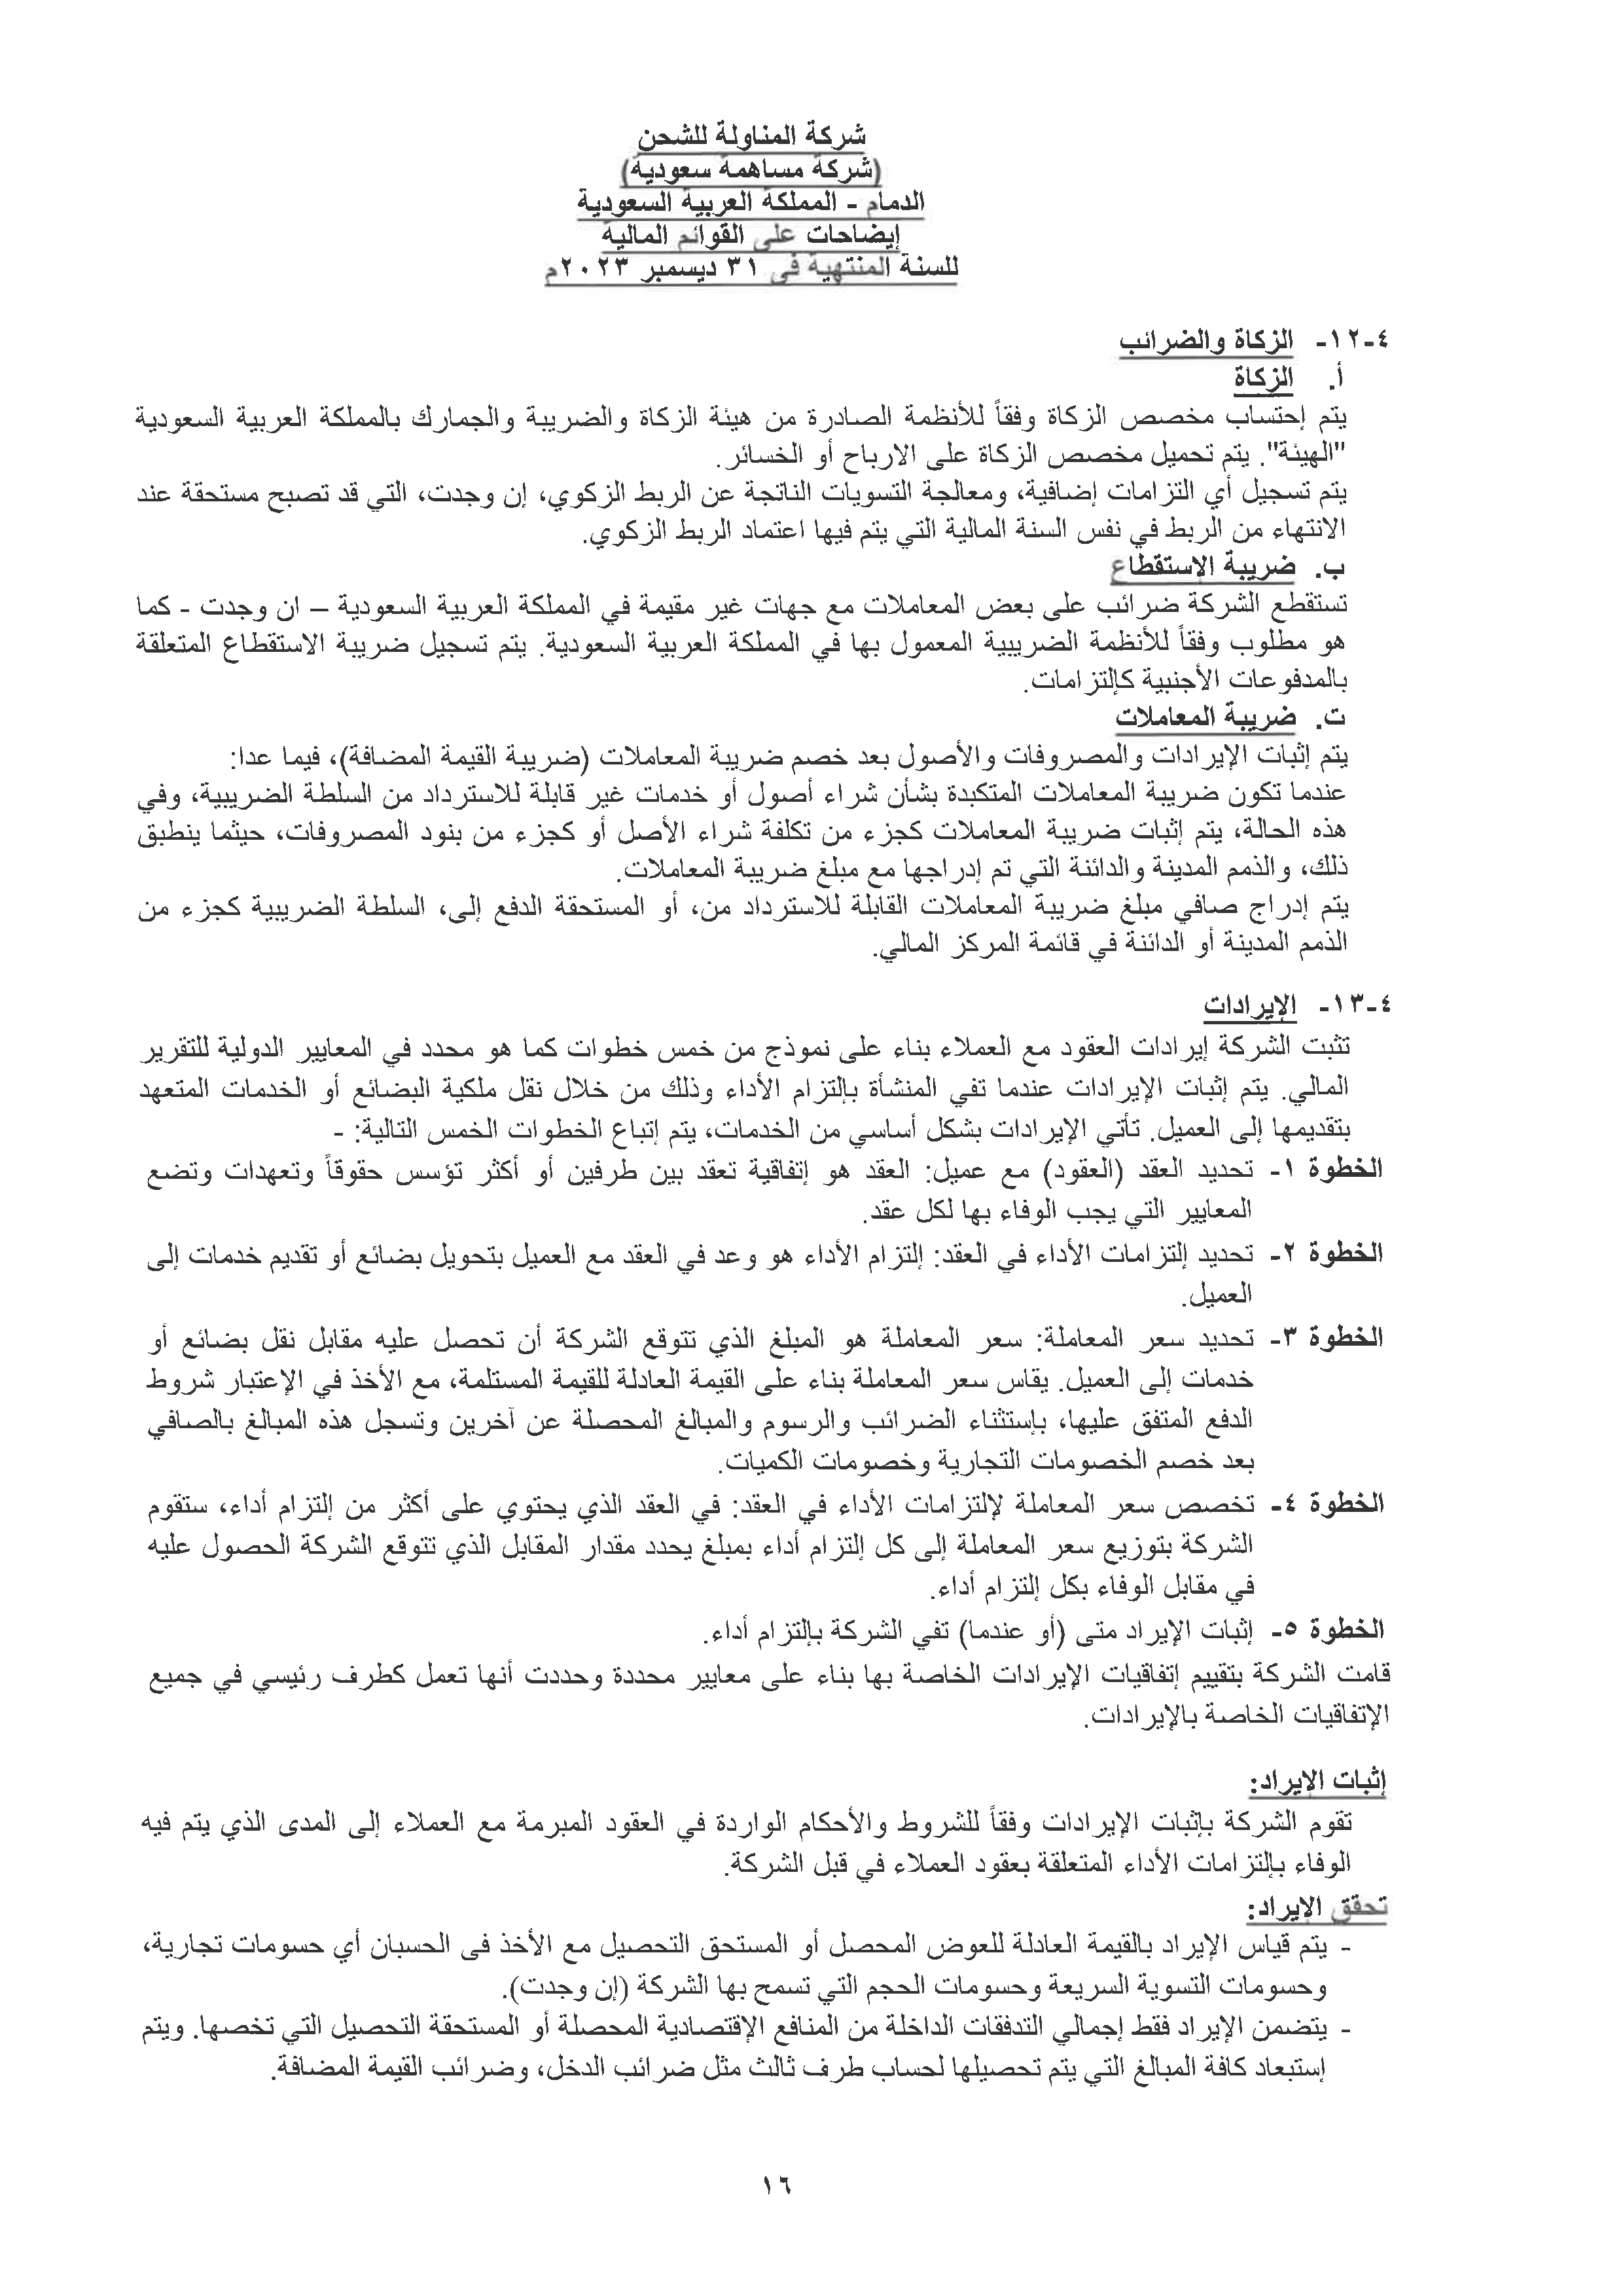 شركة المناولة للشحن
(شركة مساهمة سعودية)
الدمام - المملكة العربية السعودية
إيضاحات على القوائم المالية
للسنة المنتهية في ٣١ ديسمبر ٢٠٢٣م
٤-١٢- الزكاة والضرائب
أ. الزكاة
يتم إحتساب مخصص الزكاة وفقاً للأنظمة الصادرة من هيئة الزكاة والضريبة والجمارك بالمملكة العربية السعودية
"الهيئة". يتم تحميل مخصص الزكاة على الارباح أو الخسائر.
يتم تسجيل أي التزامات إضافية، ومعالجة التسويات الناتجة عن الربط الزكوي، إن وجدت، التي قد تصبح مستحقة عند
الانتهاء من الربط في نفس السنة المالية التي يتم فيها اعتماد الربط الزكوي.
ب. ضريبة الإستقطاع
تستقطع الشركة ضرائب على بعض المعاملات مع جهات غير مقيمة في المملكة العربية السعودية – ان وجدت - كما
هو مطلوب وفقاً للأنظمة الضريبية المعمول بها في المملكة العربية السعودية. يتم تسجيل ضريبة الاستقطاع المتعلقة
بالمدفوعات الأجنبية كإلتزامات.
ت. ضريبة المعاملات
يتم إثبات الإيرادات والمصروفات والأصول بعد خصم ضريبة المعاملات (ضريبة القيمة المضافة)، فيما عدا:
عندما تكون ضريبة المعاملات المتكبدة بشأن شراء أصول أو خدمات غير قابلة للاسترداد من السلطة الضريبية، وفي
هذه الحالة، يتم إثبات ضريبة المعاملات كجزء من تكلفة شراء الأصل أو كجزء من بنود المصروفات، حيثما ينطبق
ذلك، والذمم المدينة والدائنة التي تم إدراجها مع مبلغ ضريبة المعاملات.
يتم إدراج صافي مبلغ ضريبة المعاملات القابلة للاسترداد من، أو المستحقة الدفع إلى، السلطة الضريبية كجزء من
الذمم المدينة أو الدائنة في قائمة المركز المالي.
٤-١٣- الإيرادات
تثبت الشركة إيرادات العقود مع العملاء بناء على نموذج من خمس خطوات كما هو محدد في المعايير الدولية للتقرير
المالي. يتم إثبات الإيرادات عندما تفي المنشأة بإلتزام الأداء وذلك من خلال نقل ملكية البضائع أو الخدمات المتعهد
بتقديمها إلى العميل. تأتي الإيرادات بشكل أساسي من الخدمات، يتم إتباع الخطوات الخمس التالية: -
الخطوة ١- تحديد العقد (العقود) مع عميل: العقد هو إتفاقية تعقد بين طرفين أو أكثر تؤسس حقوقاً وتعهدات وتضع
المعايير التي يجب الوفاء بها لكل عقد.
الخطوة ٢- تحديد إلتزامات الأداء في العقد: إلتزام الأداء هو وعد في العقد مع العميل بتحويل بضائع أو تقديم خدمات إلى
العميل.
الخطوة ٣- تحديد سعر المعاملة: سعر المعاملة هو المبلغ الذي تتوقع الشركة أن تحصل عليه مقابل نقل بضائع أو
خدمات إلى العميل. يقاس سعر المعاملة بناء على القيمة العادلة للقيمة المستلمة، مع الأخذ في الإعتبار شروط
الدفع المتفق عليها، بإستثناء الضرائب والرسوم والمبالغ المحصلة عن آخرين وتسجل هذه المبالغ بالصافي
بعد خصم الخصومات التجارية وخصومات الكميات.
الخطوة ٤- تخصص سعر المعاملة لإلتزامات الأداء في العقد: في العقد الذي يحتوي على أكثر من إلتزام أداء، ستقوم
الشركة بتوزيع سعر المعاملة إلى كل إلتزام أداء بمبلغ يحدد مقدار المقابل الذي تتوقع الشركة الحصول عليه
في مقابل الوفاء بكل إلتزام أداء.
الخطوة ٥- إثبات الإيراد متى (أو عندما) تفي الشركة بإلتزام أداء.
قامت الشركة بتقييم إتفاقيات الإيرادات الخاصة بها بناء على معايير محددة وحددت أنها تعمل كطرف رئيسي في جميع
الإتفاقيات الخاصة بالإيرادات.
إثبات الإيراد:
تقوم الشركة بإثبات الإيرادات وفقاً للشروط والأحكام الواردة في العقود المبرمة مع العملاء إلى المدى الذي يتم فيه
الوفاء بإلتزامات الأداء المتعلقة بعقود العملاء في قبل الشركة.
تحقق الإيراد:
- يتم قياس الإيراد بالقيمة العادلة للعوض المحصل أو المستحق التحصيل مع الأخذ فى الحسبان أي حسومات تجارية،
وحسومات التسوية السريعة وحسومات الحجم التي تسمح بها الشركة (إن وجدت).
- يتضمن الإيراد فقط إجمالي التدفقات الداخلة من المنافع الإقتصادية المحصلة أو المستحقة التحصيل التي تخصها. ويتم
إستبعاد كافة المبالغ التي يتم تحصيلها لحساب طرف ثالث مثل ضرائب الدخل، وضرائب القيمة المضافة.
١٦